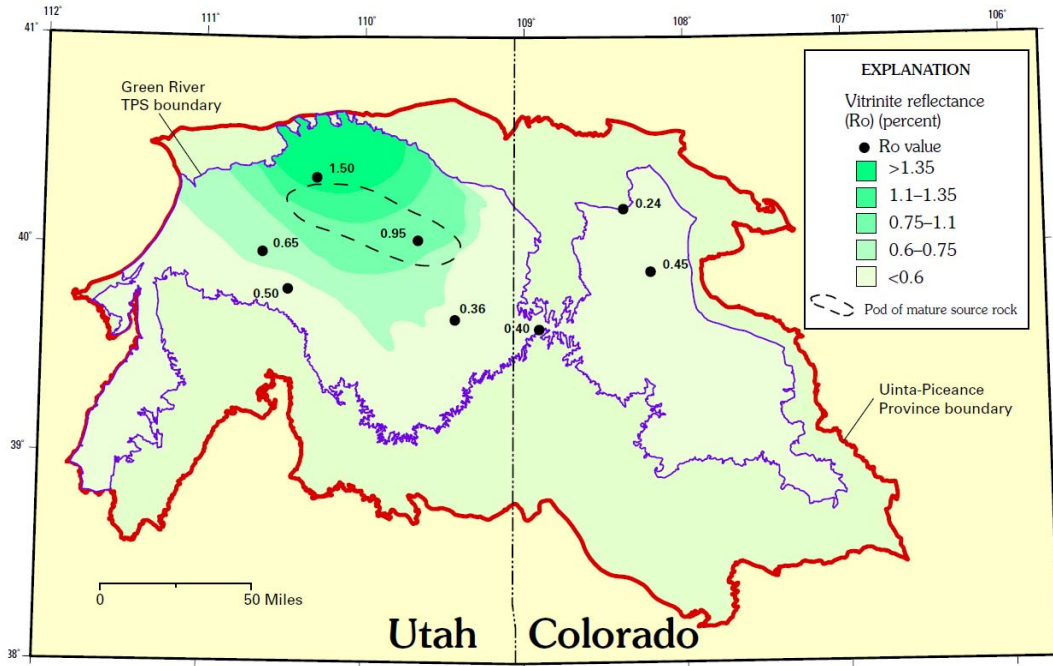 112°
111°
110°
109°
108°
107°
106°
41°
40°
39°
38°
Green River
TPS boundary
1.50
0.95
0.65
0.50
0.36
0.40
0.24
0.45
EXPLANATION
Vitrinite reflectance
(Ro) (percent)
Ro value
>1.35
1.1–1.35
0.75–1.1
0.6–0.75
<0.6
Pod of mature source rock
Uinta-Piceance
Province boundary
0
50 Miles
Utah
Colorado